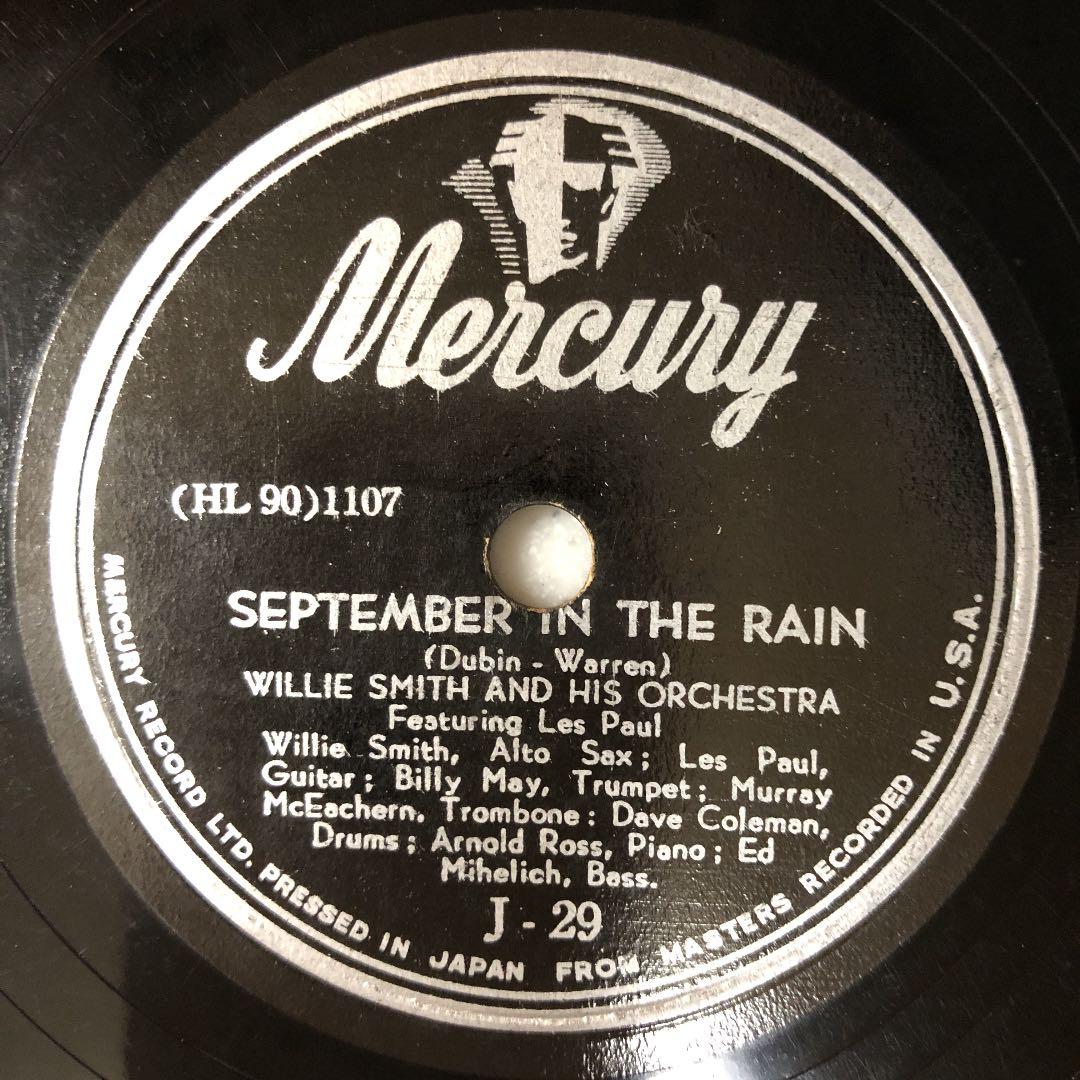 Mercury
(HL 90)1107
SEPTEMBER IN THE RAIN
(Dubin - Warren)
WILLIE SMITH AND HIS ORCHESTRA
Featuring Les Paul
Willie Smith, Alto Sax; Les Paul,
Guitar; Billy May, Trumpet; Murray
McEachern, Trombone; Dave Coleman,
Drums; Arnold Ross, Piano; Ed
Mihelich, Bass.
J - 29
MERCURY RECORD LTD. PRESSED IN JAPAN FROM MASTERS RECORDED IN U.S.A.